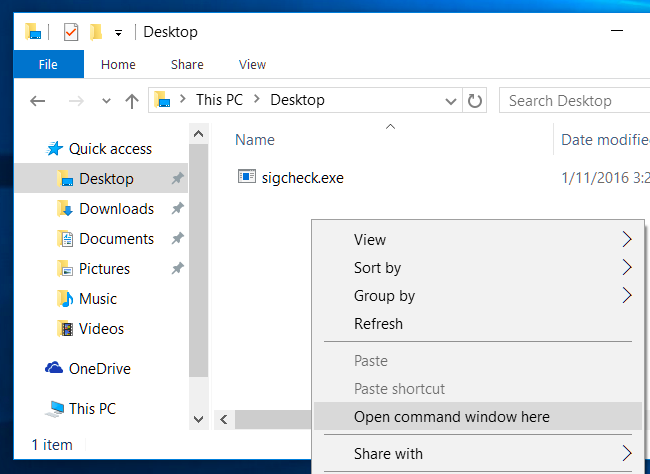 Desktop
File Home Share View
This PC Desktop Search Desktop
Name Date modifie
Quick access
Desktop
sigcheck.exe 1/11/2016 3:2
Downloads
Documents
Pictures
Music
Videos
OneDrive
This PC
1 item
View
Sort by
Group by
Refresh
Paste
Paste shortcut
Open command window here
Share with